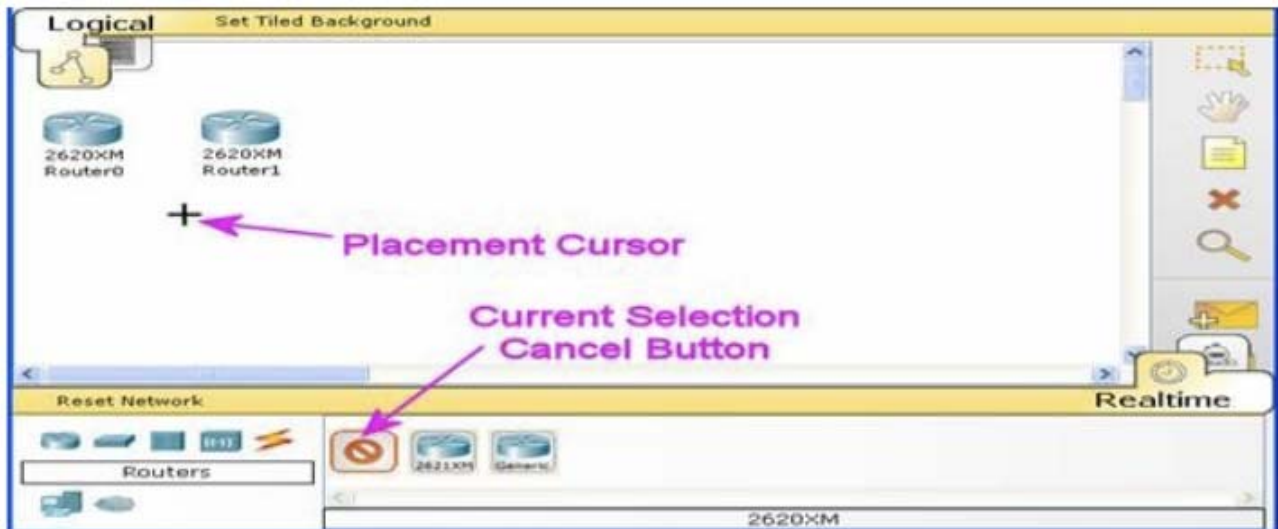 Logical Set Tiled Background
2620XM 2620XM
Router0 Router1
Placement Cursor
Current Selection
Cancel Button
Reset Network Realtime
2621XM Generic
Routers
2620XM